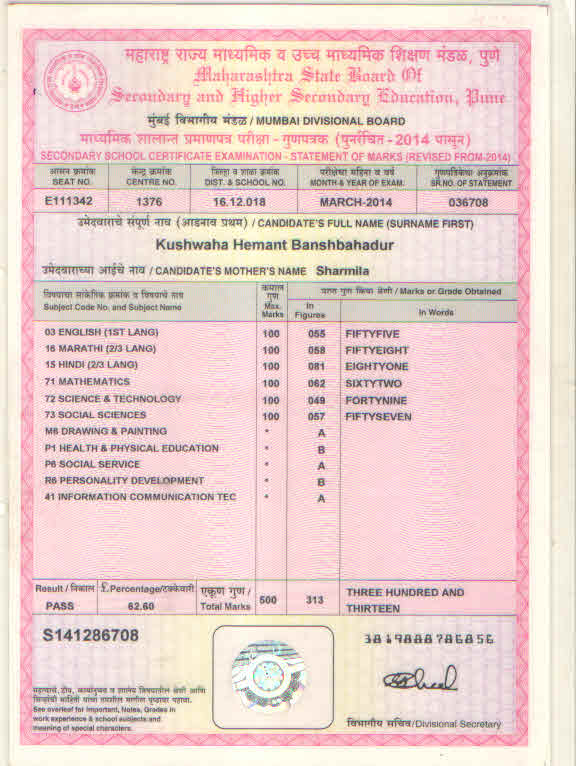 महाराष्ट्र राज्य माध्यमिक व उच्च माध्यमिक शिक्षण मंडळ, पुणे
Maharashtra State Board Of
Secondary and Higher Secondary Education, Pune
मुंबई विभागीय मंडळ / MUMBAI DIVISIONAL BOARD
माध्यमिक शालान्त प्रमाणपत्र परीक्षा - गुणपत्रक (पुनर्रचित - 2014 पासून)
SECONDARY SCHOOL CERTIFICATE EXAMINATION - STATEMENT OF MARKS (REVISED FROM-2014)
आसन क्रमांक केन्द्र क्रमांक जिल्हा व शाळा क्रमांक परीक्षेचा महिना व वर्ष गुणपत्रिकेचा अनुक्रमांक
SEAT NO. CENTRE NO. DIST. & SCHOOL NO. MONTH & YEAR OF EXAM. SR.NO. OF STATEMENT
E111342 1376 16.12.018 MARCH-2014 036708
उमेदवाराचे संपूर्ण नाव (आडनाव प्रथम) / CANDIDATE'S FULL NAME (SURNAME FIRST)
Kushwaha Hemant Banshbahadur
उमेदवाराच्या आईचे नाव / CANDIDATE'S MOTHER'S NAME Sharmila
विषयाचा सांकेतिक क्रमांक व विषयाचे नाव कमाल गुण प्राप्त गुण किंवा श्रेणी / Marks or Grade Obtained
Subject Code No. and Subject Name Max. Marks In Figures In Words
03 ENGLISH (1ST LANG) 100 055 FIFTYFIVE
16 MARATHI (2/3 LANG) 100 058 FIFTYEIGHT
15 HINDI (2/3 LANG) 100 081 EIGHTYONE
71 MATHEMATICS 100 062 SIXTYTWO
72 SCIENCE & TECHNOLOGY 100 049 FORTYNINE
73 SOCIAL SCIENCES 100 057 FIFTYSEVEN
M6 DRAWING & PAINTING * A
P1 HEALTH & PHYSICAL EDUCATION * B
P6 SOCIAL SERVICE * A
R6 PERSONALITY DEVELOPMENT * B
41 INFORMATION COMMUNICATION TEC * A
Result / निकाल £.Percentage/टक्केवारी एकूण गुण / 500 313 THREE HUNDRED AND
PASS 62.60 Total Marks THIRTEEN
S141286708
381988878 6856
महत्वाचे, टीप, कार्यानुभव व शालेय विषयातील श्रेणी आणि
See overleaf for Important, Notes, Grades in
work experience & school subjects and
meaning of special characters.
विभागीय सचिव/Divisional Secretary